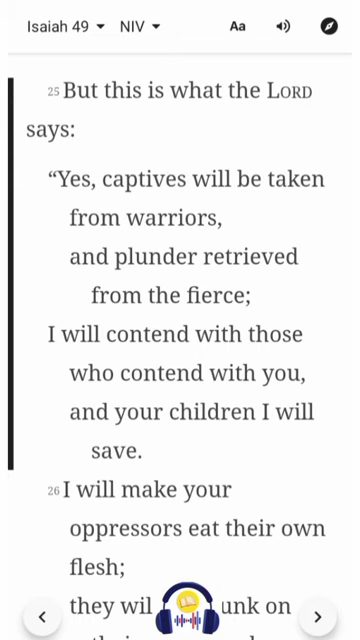 Isaiah 49 NIV Aa
25 But this is what the LORD
says:
“Yes, captives will be taken
from warriors,
and plunder retrieved
from the fierce;
I will contend with those
who contend with you,
and your children I will
save.
26 I will make your
oppressors eat their own
flesh;
they on